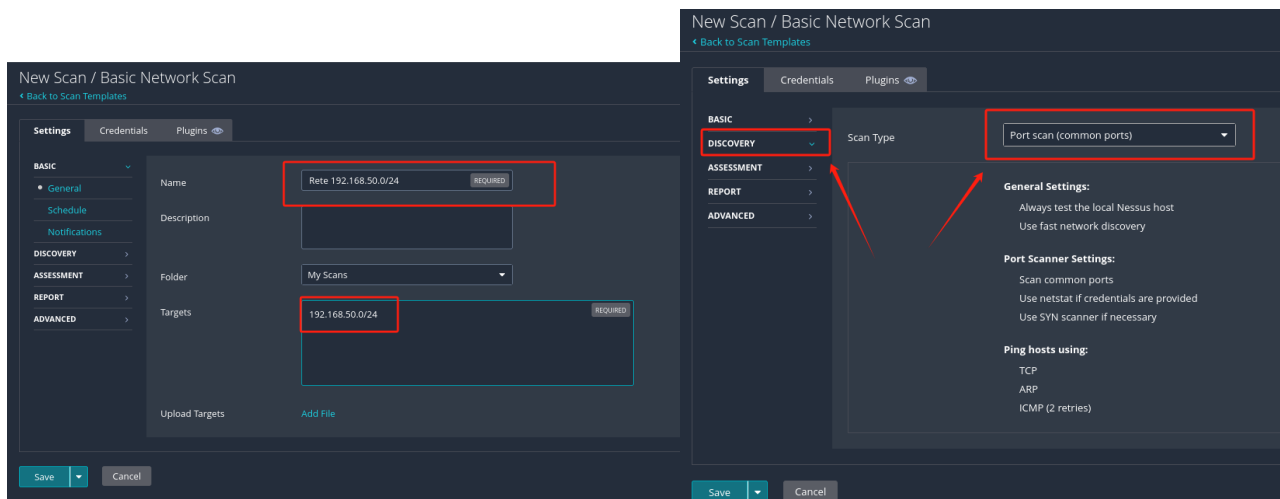 New Scan / Basic Network Scan
Back to Scan Templates
Settings Credentials Plugins
BASIC
General
Schedule
Notifications
DISCOVERY
ASSESSMENT
REPORT
ADVANCED
Name
Rete 192.168.50.0/24 REQUIRED
Description
Folder
My Scans
Targets
192.168.50.0/24 REQUIRED
Upload Targets
Add File
Save Cancel
New Scan / Basic Network Scan
Back to Scan Templates
Settings Credentials Plugins
BASIC
DISCOVERY
ASSESSMENT
REPORT
ADVANCED
Scan Type
Port scan (common ports)
General Settings:
Always test the local Nessus host
Use fast network discovery
Port Scanner Settings:
Scan common ports
Use netstat if credentials are provided
Use SYN scanner if necessary
Ping hosts using:
TCP
ARP
ICMP (2 retries)
Save Cancel